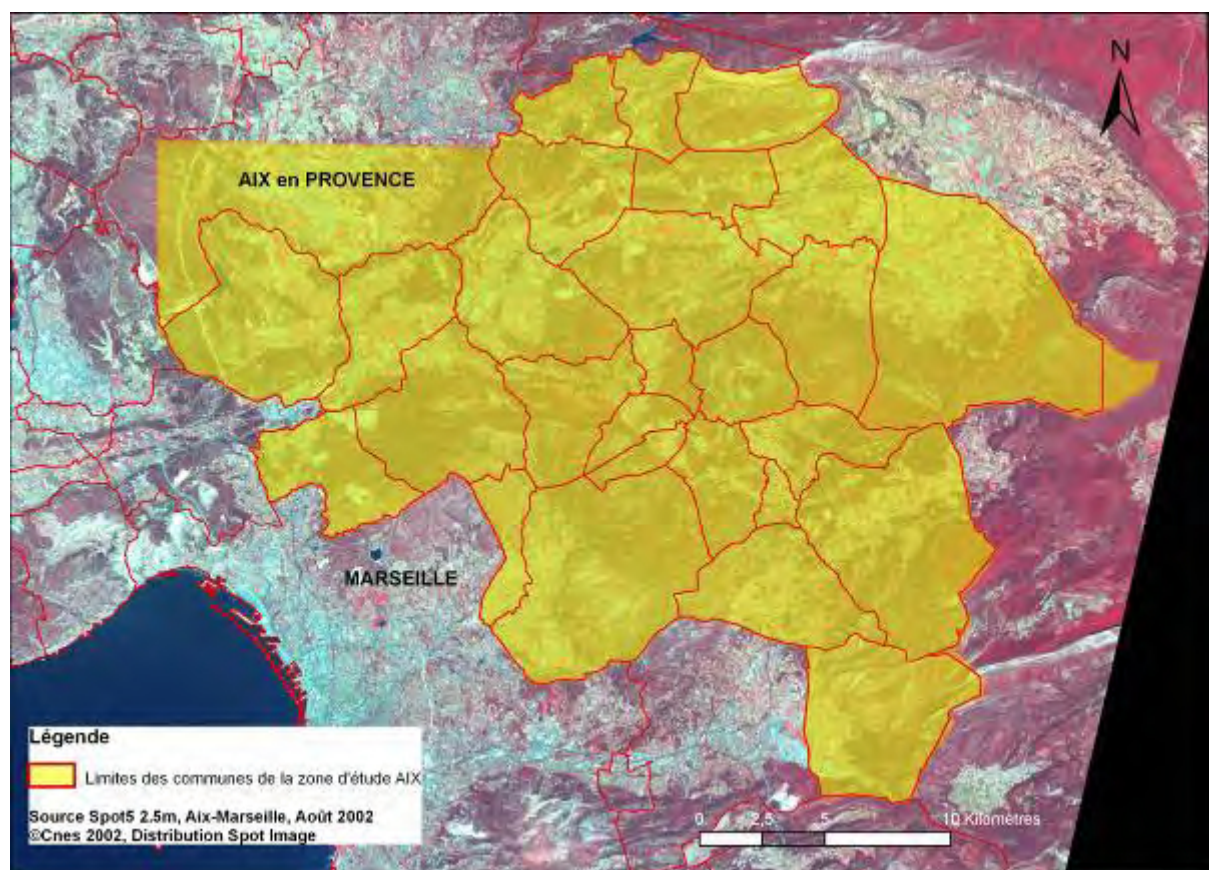 N
AIX en PROVENCE
MARSEILLE
Légende
Limites des communes de la zone d'étude AIX
Source Spot5 2.5m, Aix-Marseille, Août 2002
©Cnes 2002, Distribution Spot Image
0 2,5 5 10 Kilomètres